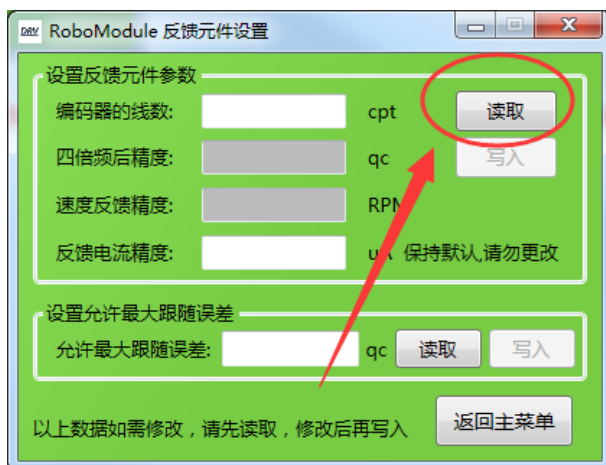 DRV RoboModule 反馈元件设置
设置反馈元件参数
编码器的线数: cpt 读取
四倍频后精度: qc 写入
速度反馈精度: RPM
反馈电流精度: 保持默认,请勿更改
设置允许最大跟随误差
允许最大跟随误差: qc 读取 写入
以上数据如需修改，请先读取，修改后再写入 返回主菜单